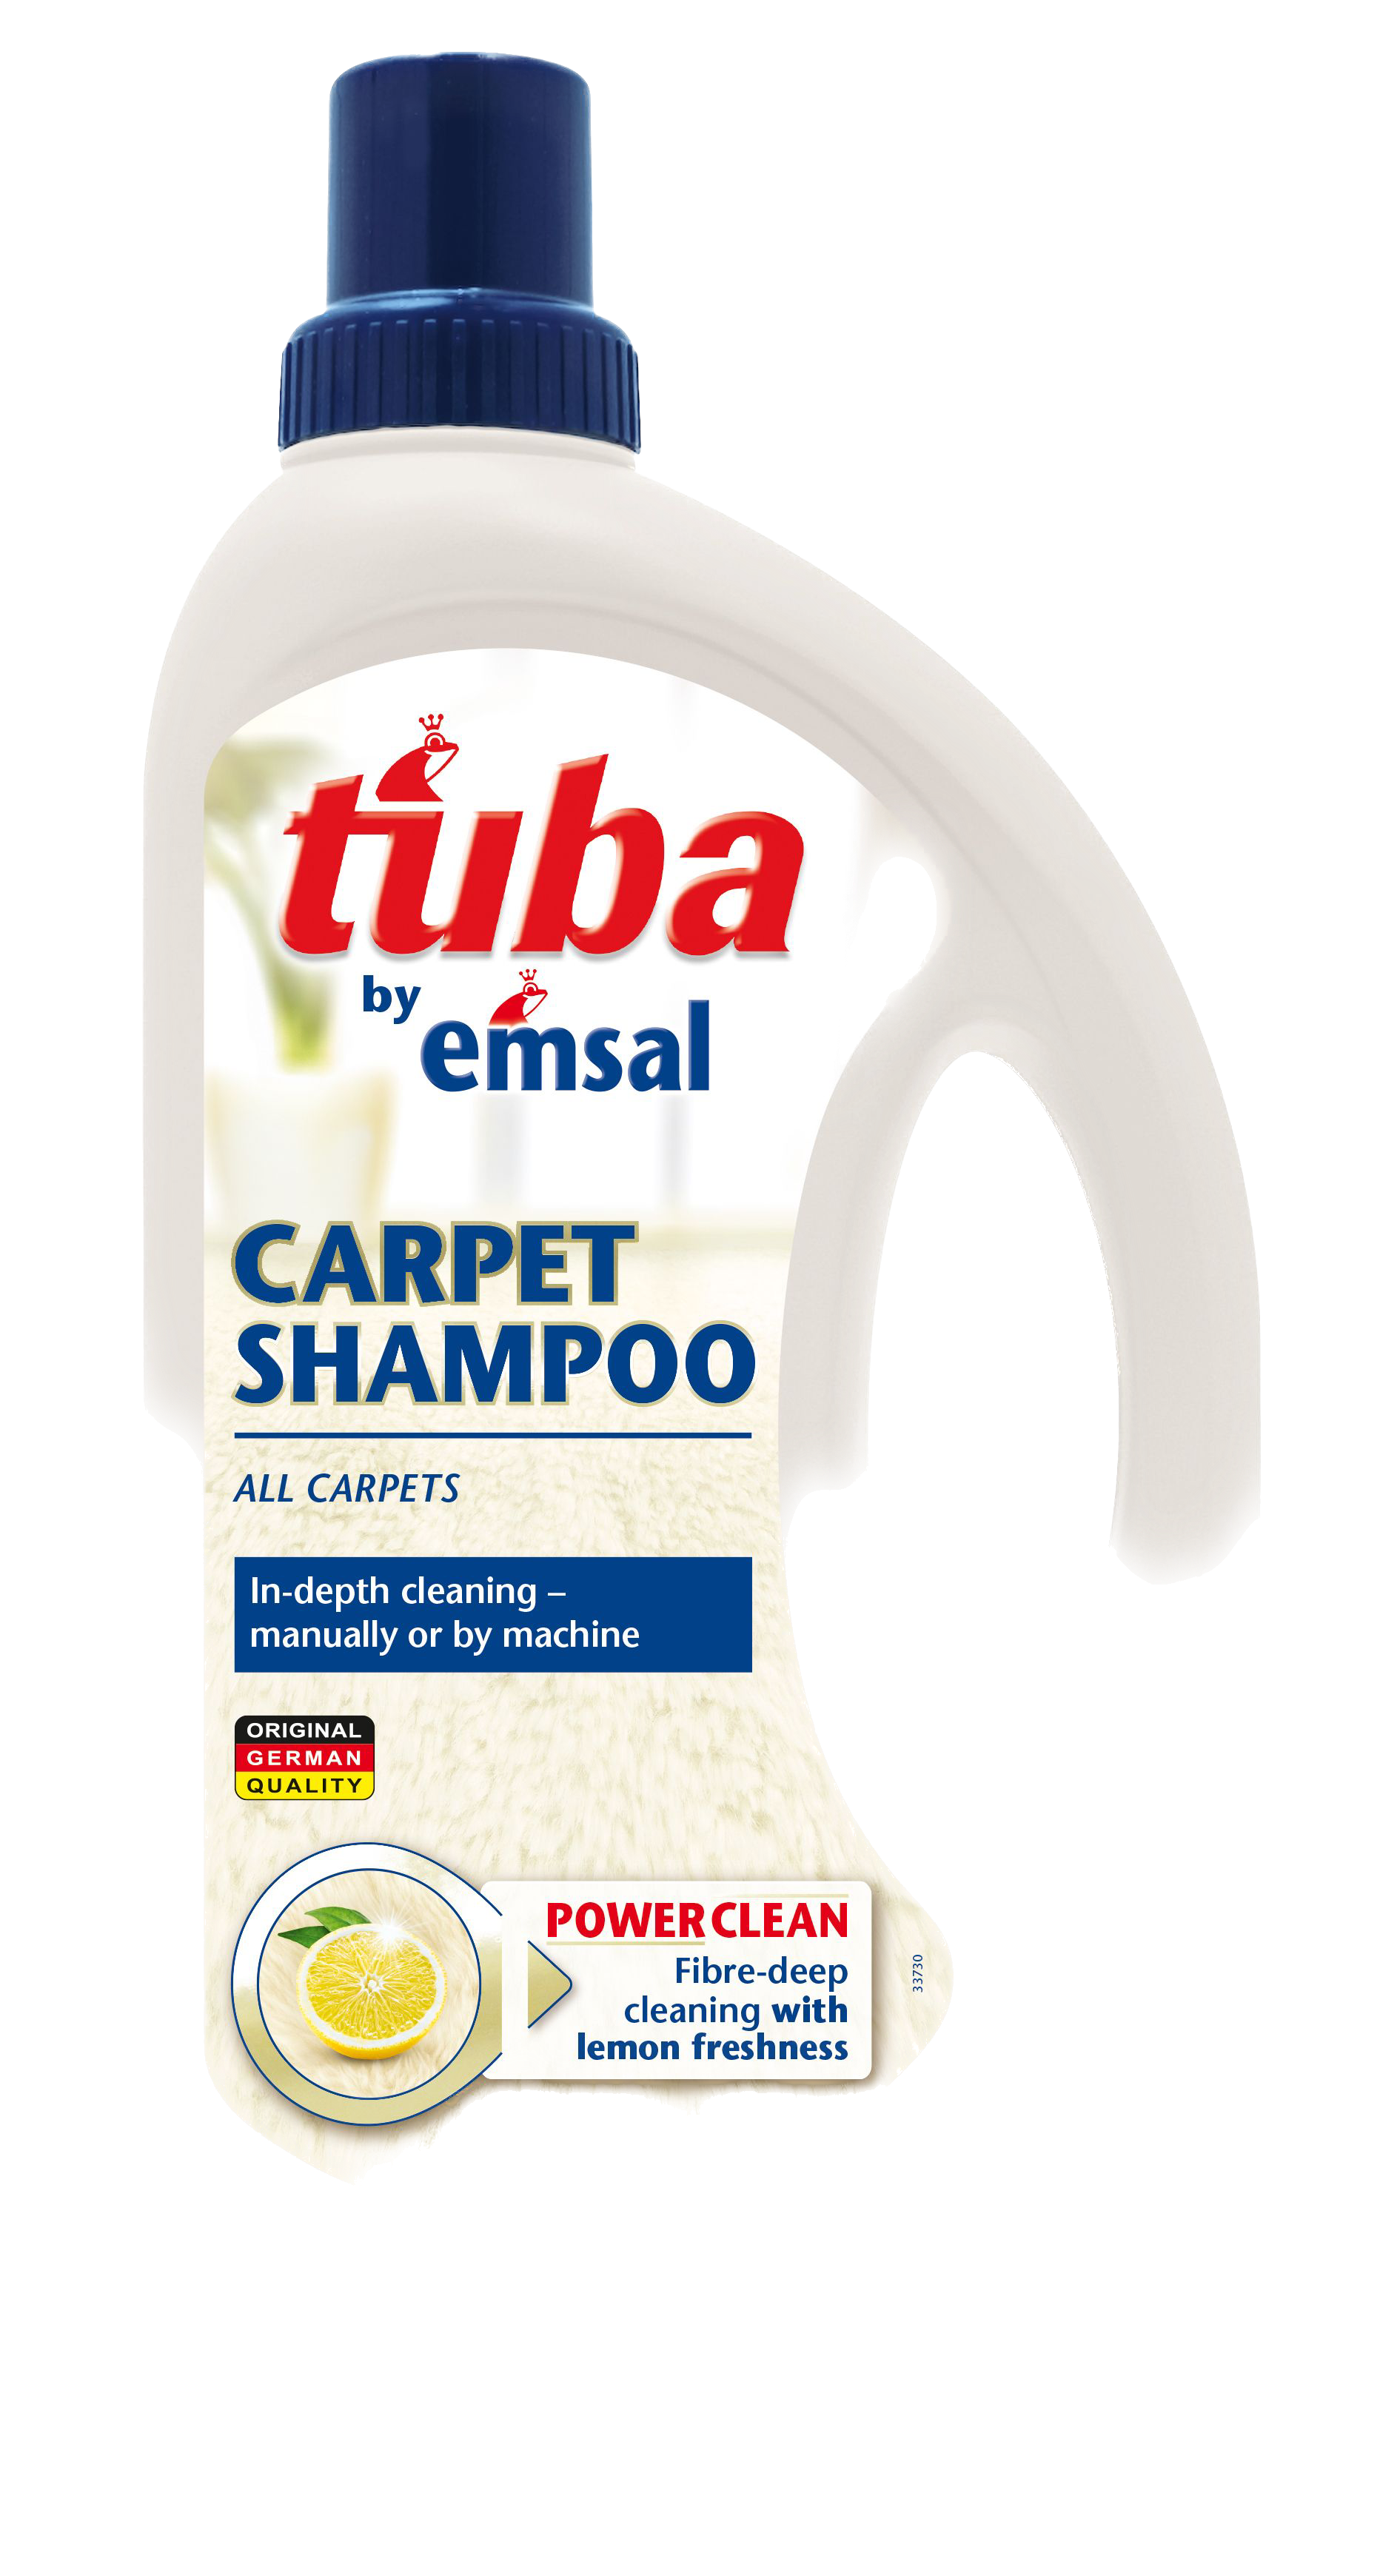 tuba
by
emsal
CARPET
SHAMPOO
ALL CARPETS
In-depth cleaning –
manually or by machine
ORIGINAL
GERMAN
QUALITY
POWER CLEAN
Fibre-deep
cleaning with
lemon freshness
33730